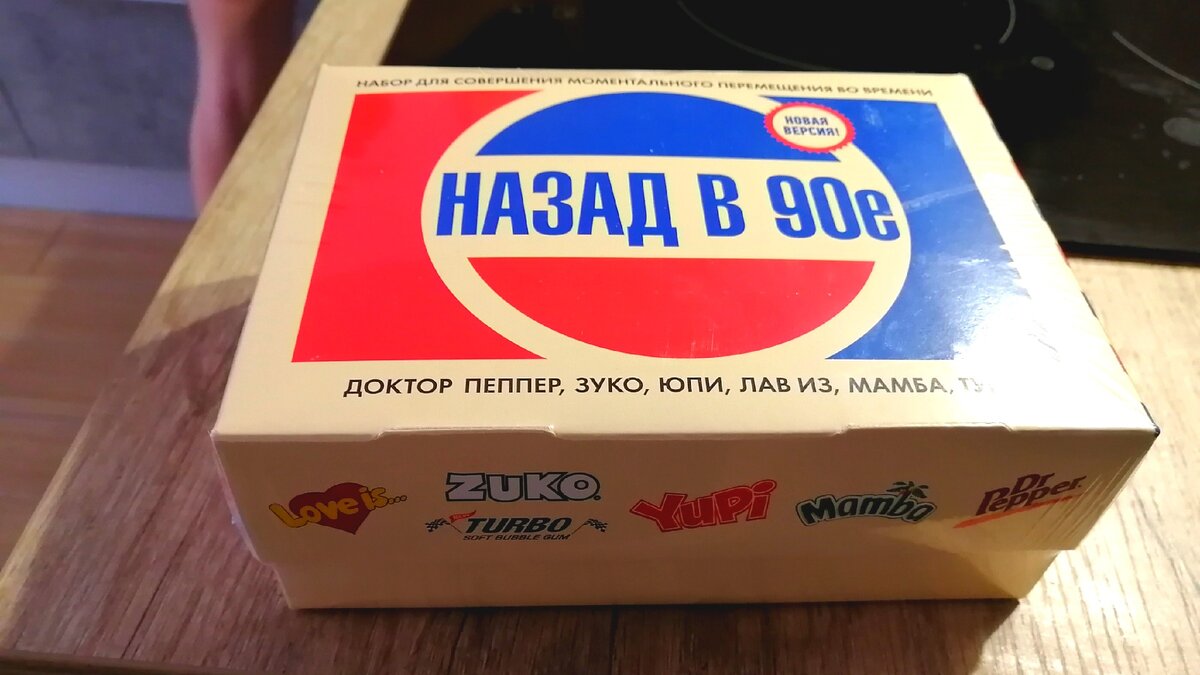 НАБОР ДЛЯ СОВЕРШЕНИЯ МОМЕНТАЛЬНОГО ПЕРЕМЕЩЕНИЯ ВО ВРЕМЕНИ
НОВАЯ
ВЕРСИЯ!
НАЗАД В 90е
ДОКТОР ПЕППЕР, ЗУКО, ЮПИ, ЛАВ ИЗ, МАМБА,
Love is...
ZUKO
TURBO
SOFT BUBBLE GUM
YUPi
Mamba
Dr
Pepper